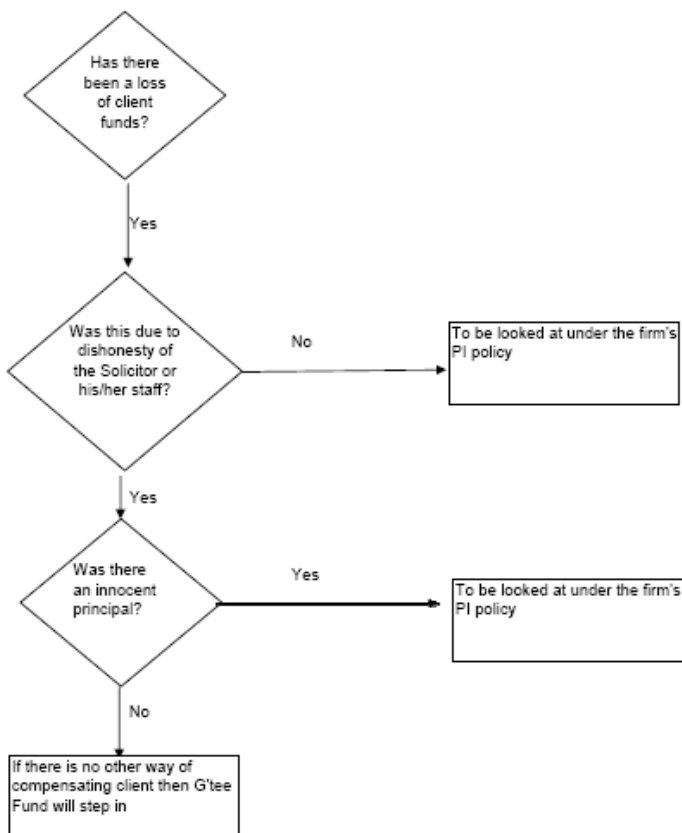 Has there
been a loss
of client
funds?
Yes
Was this due to
dishonesty of
the Solicitor or
his/her staff?
No
To be looked at under the firm's
PI policy
Yes
Was there
an innocent
principal?
Yes
To be looked at under the firm's
PI policy
No
If there is no other way of
compensating client then G'tee
Fund will step in